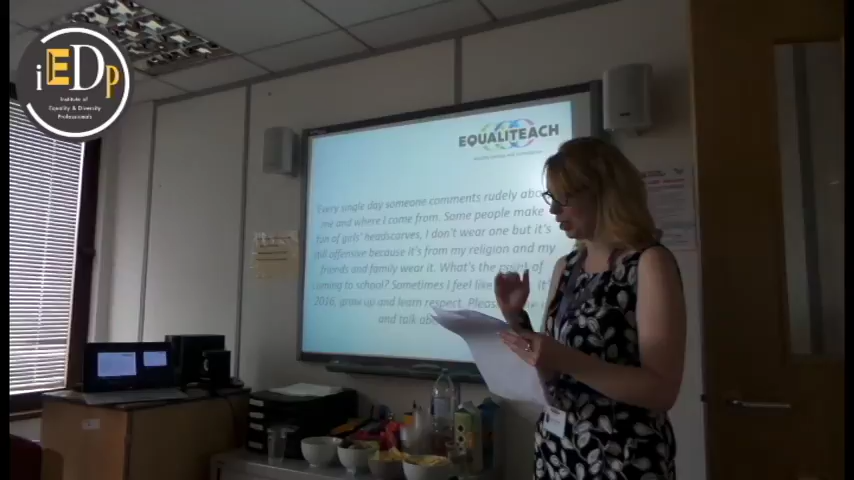 iEDp
Institute of
Equality & Diversity
Professionals
EQUALITEACH
Every single day someone comments rudely abo
me and where I come from. Some people make
fun of girls' headscarves, I don't wear one but it's
still offensive because it's from my religion and my
friends and family wear it. What's the point of
coming to school? Sometimes I feel like it's
2016, grow up and learn respect. Pleas
and talk abo